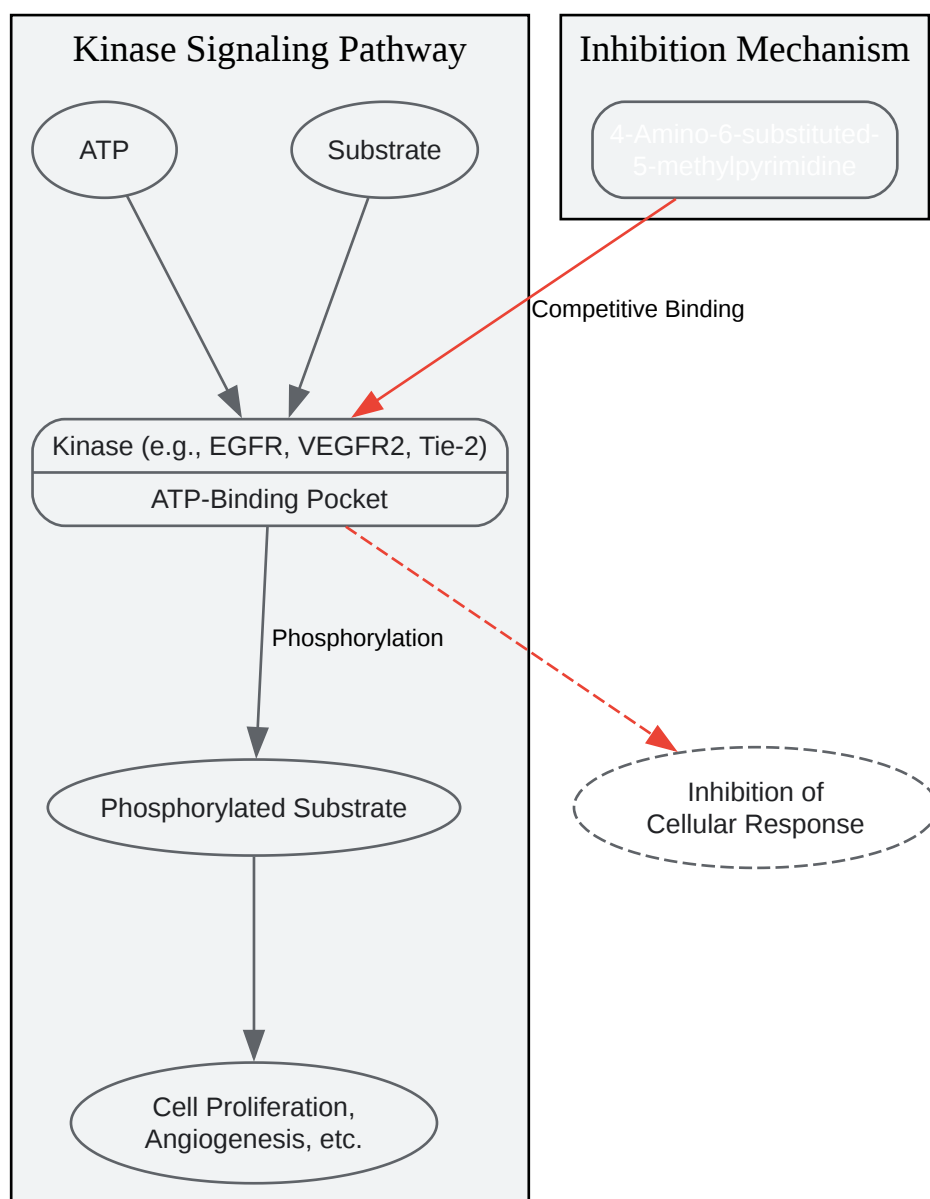 Kinase Signaling Pathway
Inhibition Mechanism
ATP
Substrate
4-Amino-6-substituted-
5-methylpyrimidine
Competitive Binding
Kinase (e.g., EGFR, VEGFR2, Tie-2)
ATP-Binding Pocket
Phosphorylation
Phosphorylated Substrate
Inhibition of
Cellular Response
Cell Proliferation,
Angiogenesis, etc.